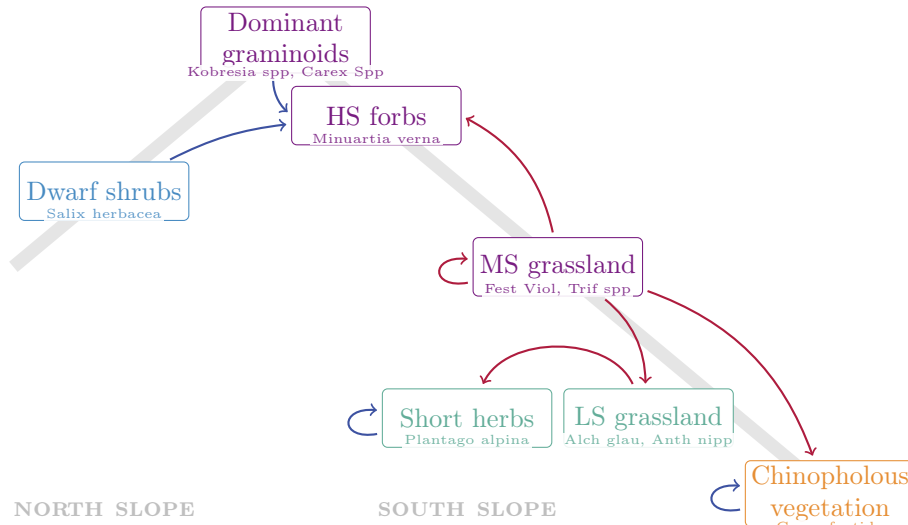 Dominant
graminoids
Kobresia spp, Carex Spp
HS forbs
Minuartia verna
Dwarf shrubs
Salix herbacea
MS grassland
Fest Viol, Trif spp
Short herbs
Plantago alpina
LS grassland
Alch glau, Anth nipp
Chinopholous
vegetation
NORTH SLOPE
SOUTH SLOPE